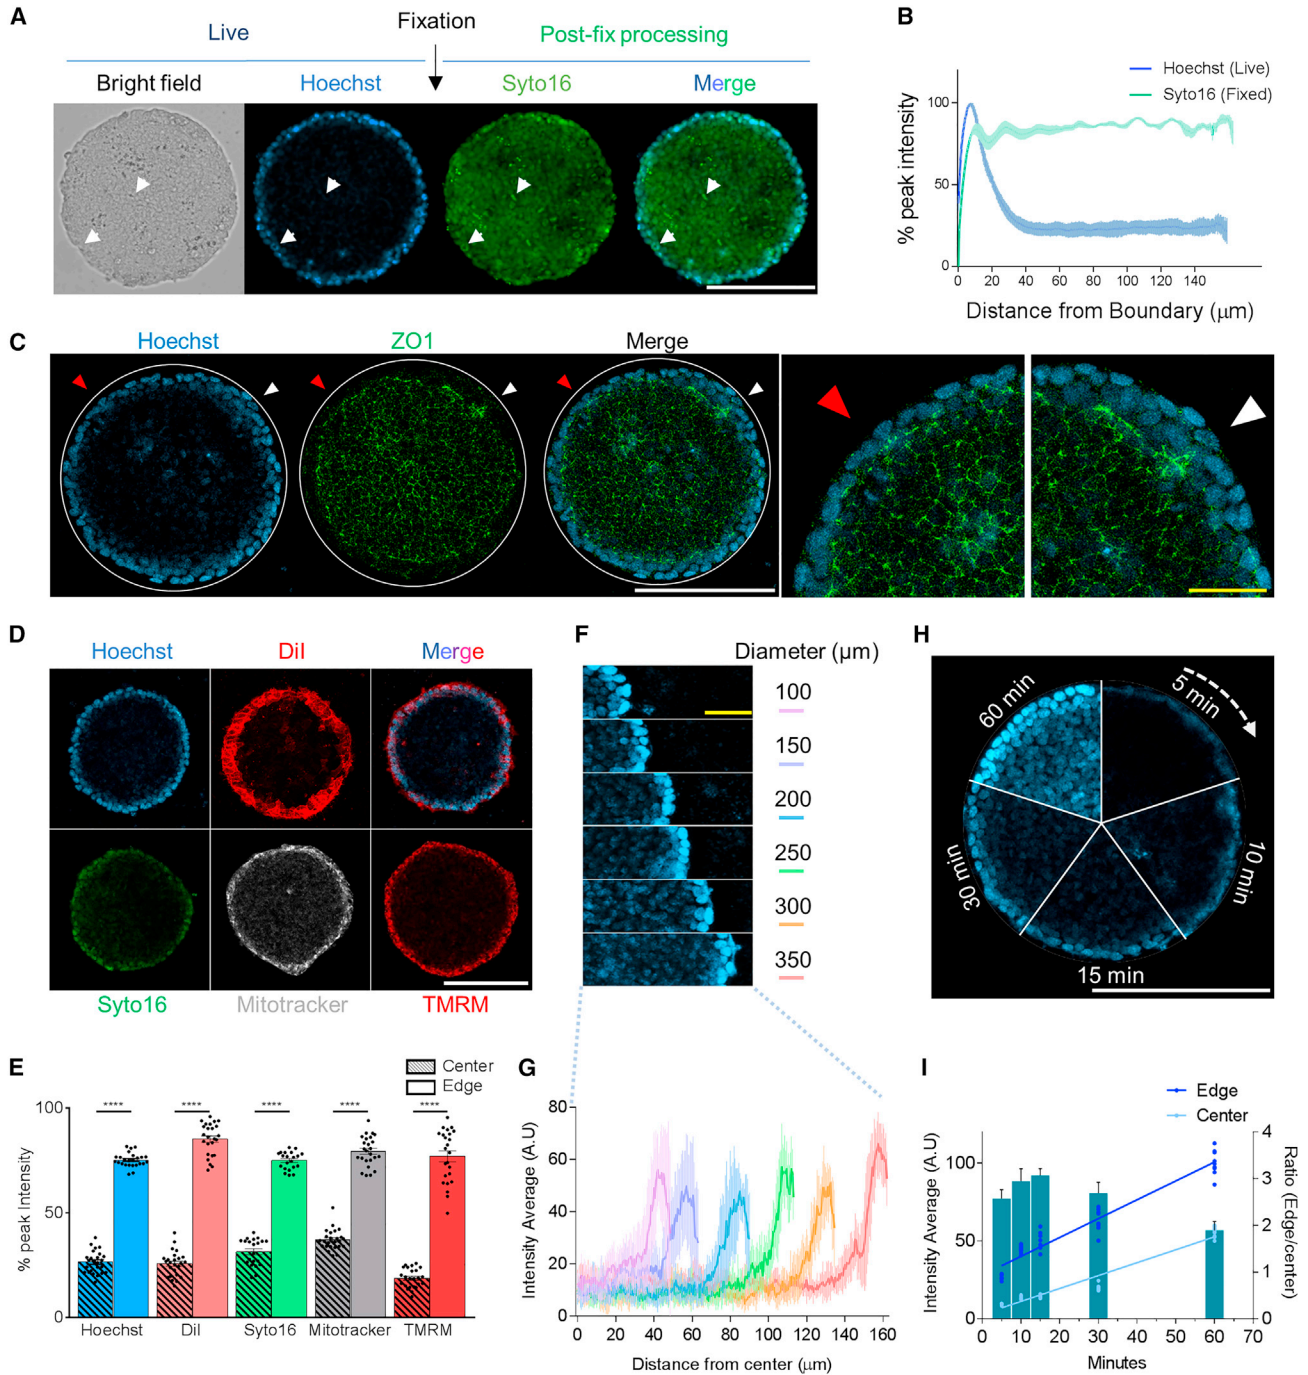 A
Live
Fixation
Post-fix processing
Bright field
Hoechst
Syto16
Merge
B
Hoechst (Live)
Syto16 (Fixed)
% peak intensity
100
50
0
0 20 40 60 80 100 120 140
Distance from Boundary (μm)
C
Hoechst
ZO1
Merge
D
Hoechst
DiI
Merge
Syto16
Mitotracker
TMRM
E
Center
Edge
% peak Intensity
100
50
0
**** **** **** **** ****
Hoechst DiI Syto16 Mitotracker TMRM
F
Diameter (μm)
100
150
200
250
300
350
G
Intensity Average (A.U)
80
60
40
20
0
0 20 40 60 80 100 120 140 160
Distance from center (μm)
H
5 min
10 min
15 min
30 min
60 min
I
Edge
Center
Intensity Average (A.U)
100
50
0
Ratio (Edge/center)
4
3
2
1
0
0 10 20 30 40 50 60 70
Minutes